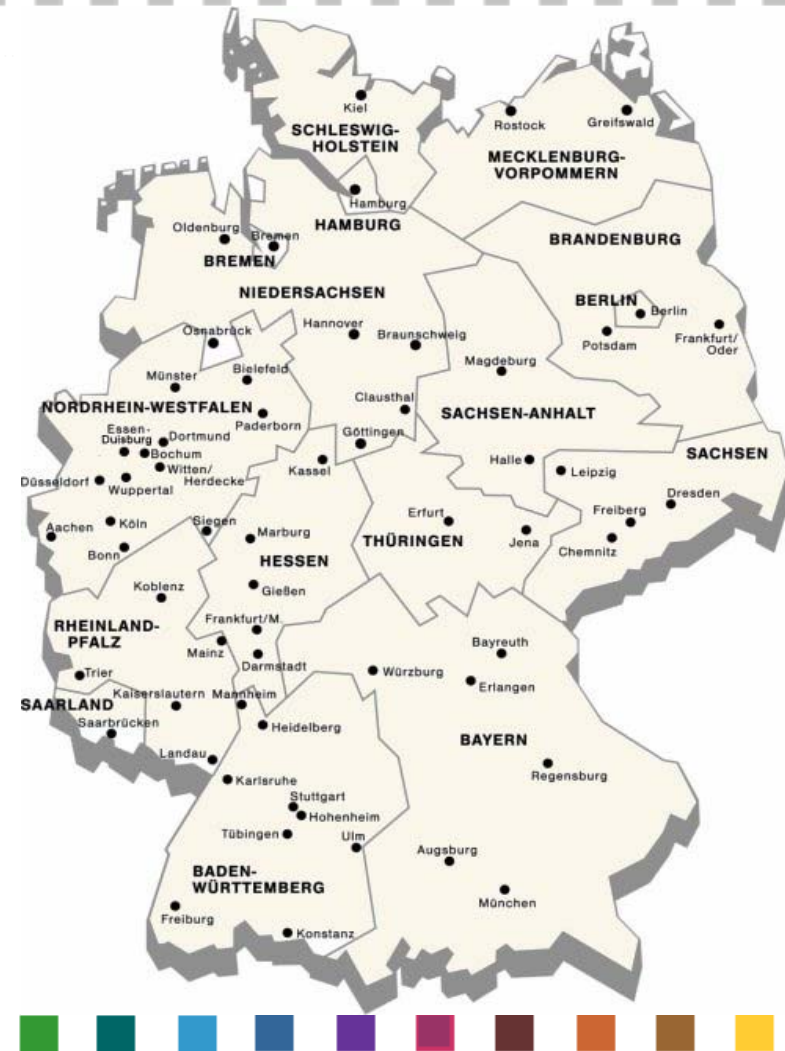 Kiel
SCHLESWIG-
HOLSTEIN
Rostock
Greifswald
MECKLENBURG-
VORPOMMERN
Hamburg
HAMBURG
Oldenburg
Bremen
BREMEN
BRANDENBURG
NIEDERSACHSEN
BERLIN
Berlin
Potsdam
Frankfurt/
Oder
Osnabrück
Hannover
Braunschweig
Münster
Bielefeld
Magdeburg
NORDRHEIN-WESTFALEN
Paderborn
Clausthal
SACHSEN-ANHALT
Essen-
Duisburg
Dortmund
Bochum
Witten/
Herdecke
Düsseldorf
Wuppertal
Göttingen
Kassel
Halle
Leipzig
SACHSEN
Dresden
Freiberg
Chemnitz
Aachen
Köln
Bonn
Siegen
Marburg
HESSEN
Gießen
Erfurt
THÜRINGEN
Jena
Koblenz
RHEINLAND-
PFALZ
Frankfurt/M.
Mainz
Darmstadt
Trier
Würzburg
Bayreuth
Erlangen
SAARLAND
Saarbrücken
Kaiserslautern
Mannheim
Heidelberg
BAYERN
Landau
Karlsruhe
Regensburg
Stuttgart
Hohenheim
Tübingen
Ulm
Augsburg
BADEN-
WÜRTTEMBERG
München
Freiburg
Konstanz